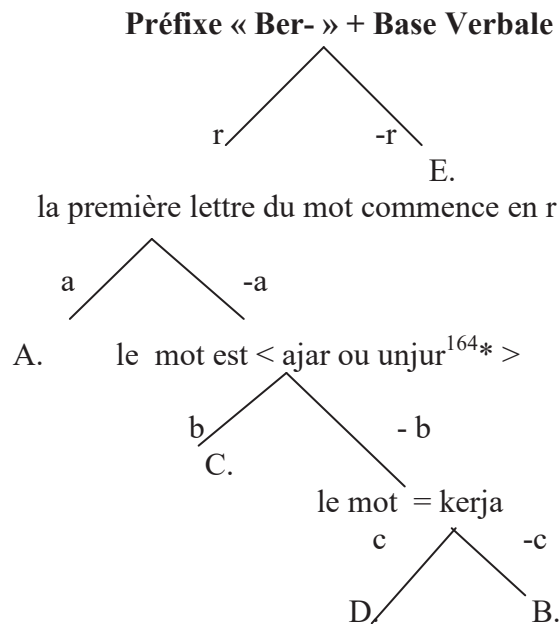 Préfixe « Ber- » + Base Verbale
r -r
E.
la première lettre du mot commence en r
a -a
A. le mot est < ajar ou unjur164* >
b - b
C.
le mot = kerja
c -c
D. B.